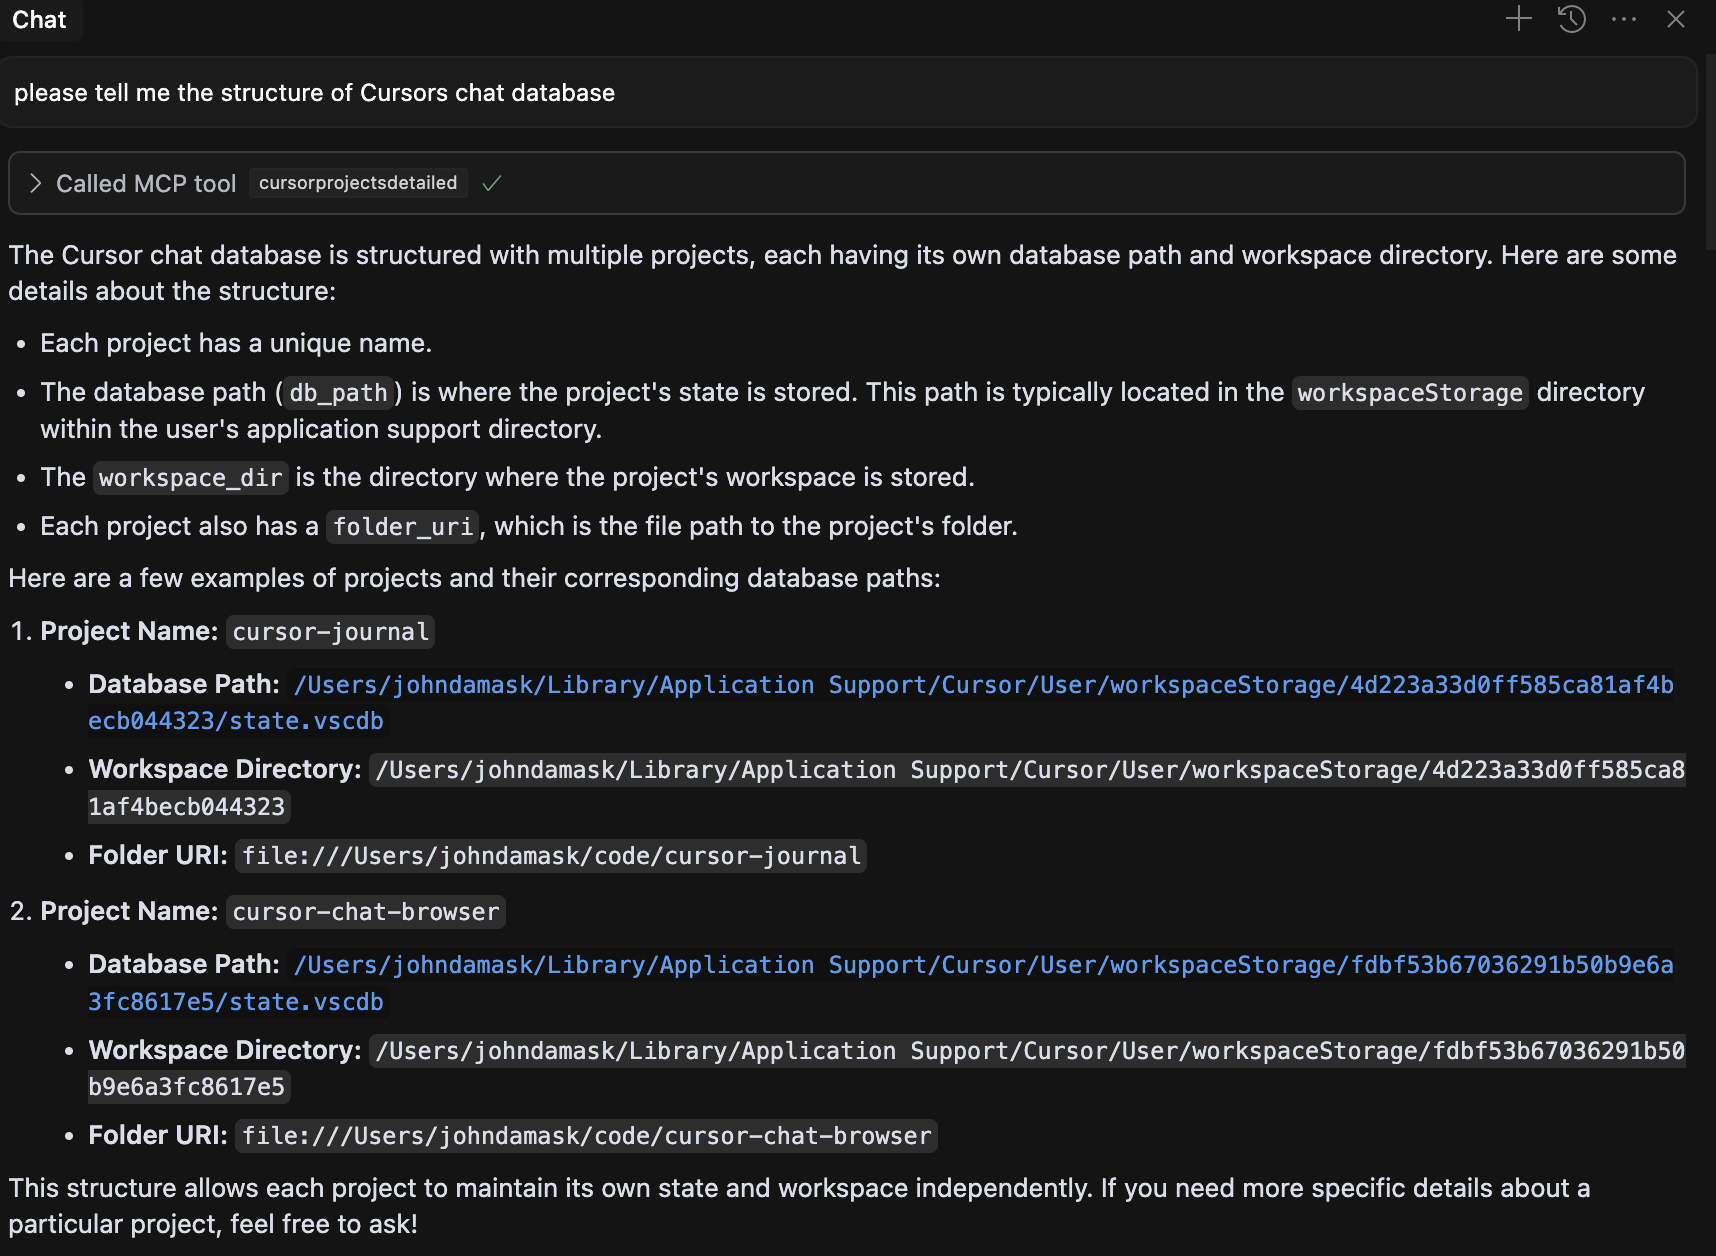 Chat
please tell me the structure of Cursors chat database
Called MCP tool cursorprojectsdetailed
The Cursor chat database is structured with multiple projects, each having its own database path and workspace directory. Here are some
details about the structure:
• Each project has a unique name.
• The database path (db_path) is where the project's state is stored. This path is typically located in the workspaceStorage directory
within the user's application support directory.
• The workspace_dir is the directory where the project's workspace is stored.
• Each project also has a folder_uri, which is the file path to the project's folder.
Here are a few examples of projects and their corresponding database paths:
1. Project Name: cursor-journal
• Database Path: /Users/johndamask/Library/Application Support/Cursor/User/workspaceStorage/4d223a33d0ff585ca81af4b
ecb044323/state.vscdb
• Workspace Directory: /Users/johndamask/Library/Application Support/Cursor/User/workspaceStorage/4d223a33d0ff585ca8
1af4becb044323
• Folder URI: file:///Users/johndamask/code/cursor-journal
2. Project Name: cursor-chat-browser
• Database Path: /Users/johndamask/Library/Application Support/Cursor/User/workspaceStorage/fdbf53b67036291b50b9e6a
3fc8617e5/state.vscdb
• Workspace Directory: /Users/johndamask/Library/Application Support/Cursor/User/workspaceStorage/fdbf53b67036291b50
b9e6a3fc8617e5
• Folder URI: file:///Users/johndamask/code/cursor-chat-browser
This structure allows each project to maintain its own state and workspace independently. If you need more specific details about a
particular project, feel free to ask!